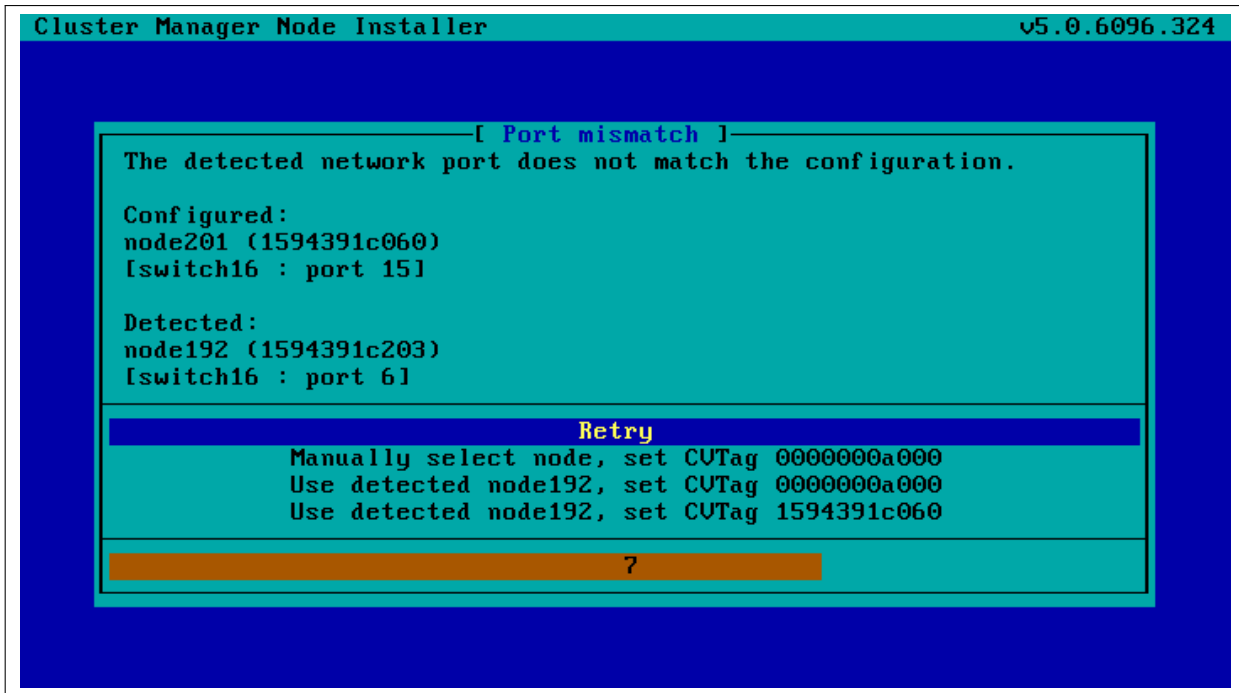 Cluster Manager Node Installer v5.0.6096.324
[ Port mismatch ]
The detected network port does not match the configuration.
Configured:
node201 (1594391c060)
[switch16 : port 15]
Detected:
node192 (1594391c203)
[switch16 : port 6]
Retry
Manually select node, set CVTag 0000000a000
Use detected node192, set CVTag 0000000a000
Use detected node192, set CVTag 1594391c060
7